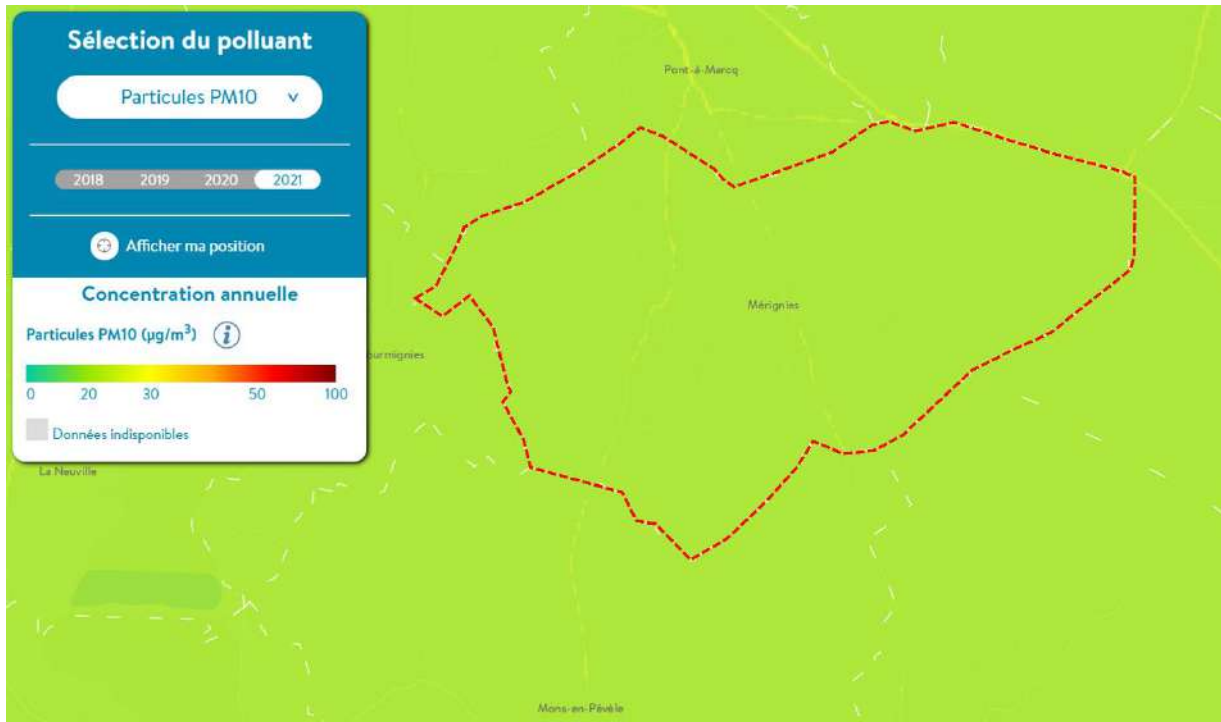 Sélection du polluant
Particules PM10
2018 2019 2020 2021
Afficher ma position
Concentration annuelle
Particules PM10 (µg/m³) i
0 20 30 50 100
Données indisponibles
Pont-à-Marcq
Mérignies
ourmignies
La Neuville
Mons-en-Pévèle